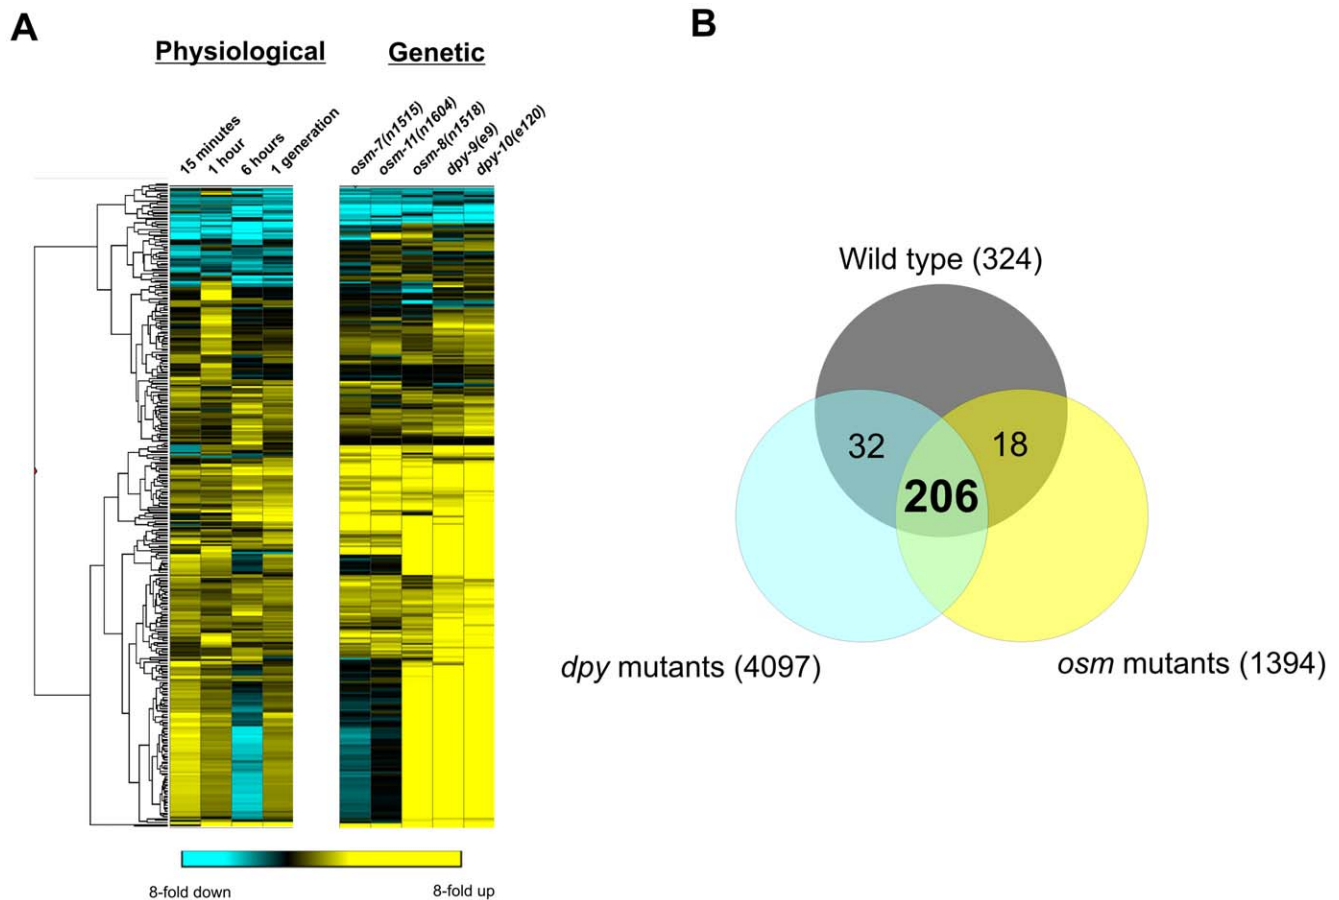 A
Physiological
Genetic
15 minutes
1 hour
6 hours
1 generation
osm-7(n1515)
osm-11(n1604)
osm-8(n1518)
dpy-9(e9)
dpy-10(e120)
8-fold down
8-fold up
B
Wild type (324)
32
18
206
dpy mutants (4097)
osm mutants (1394)